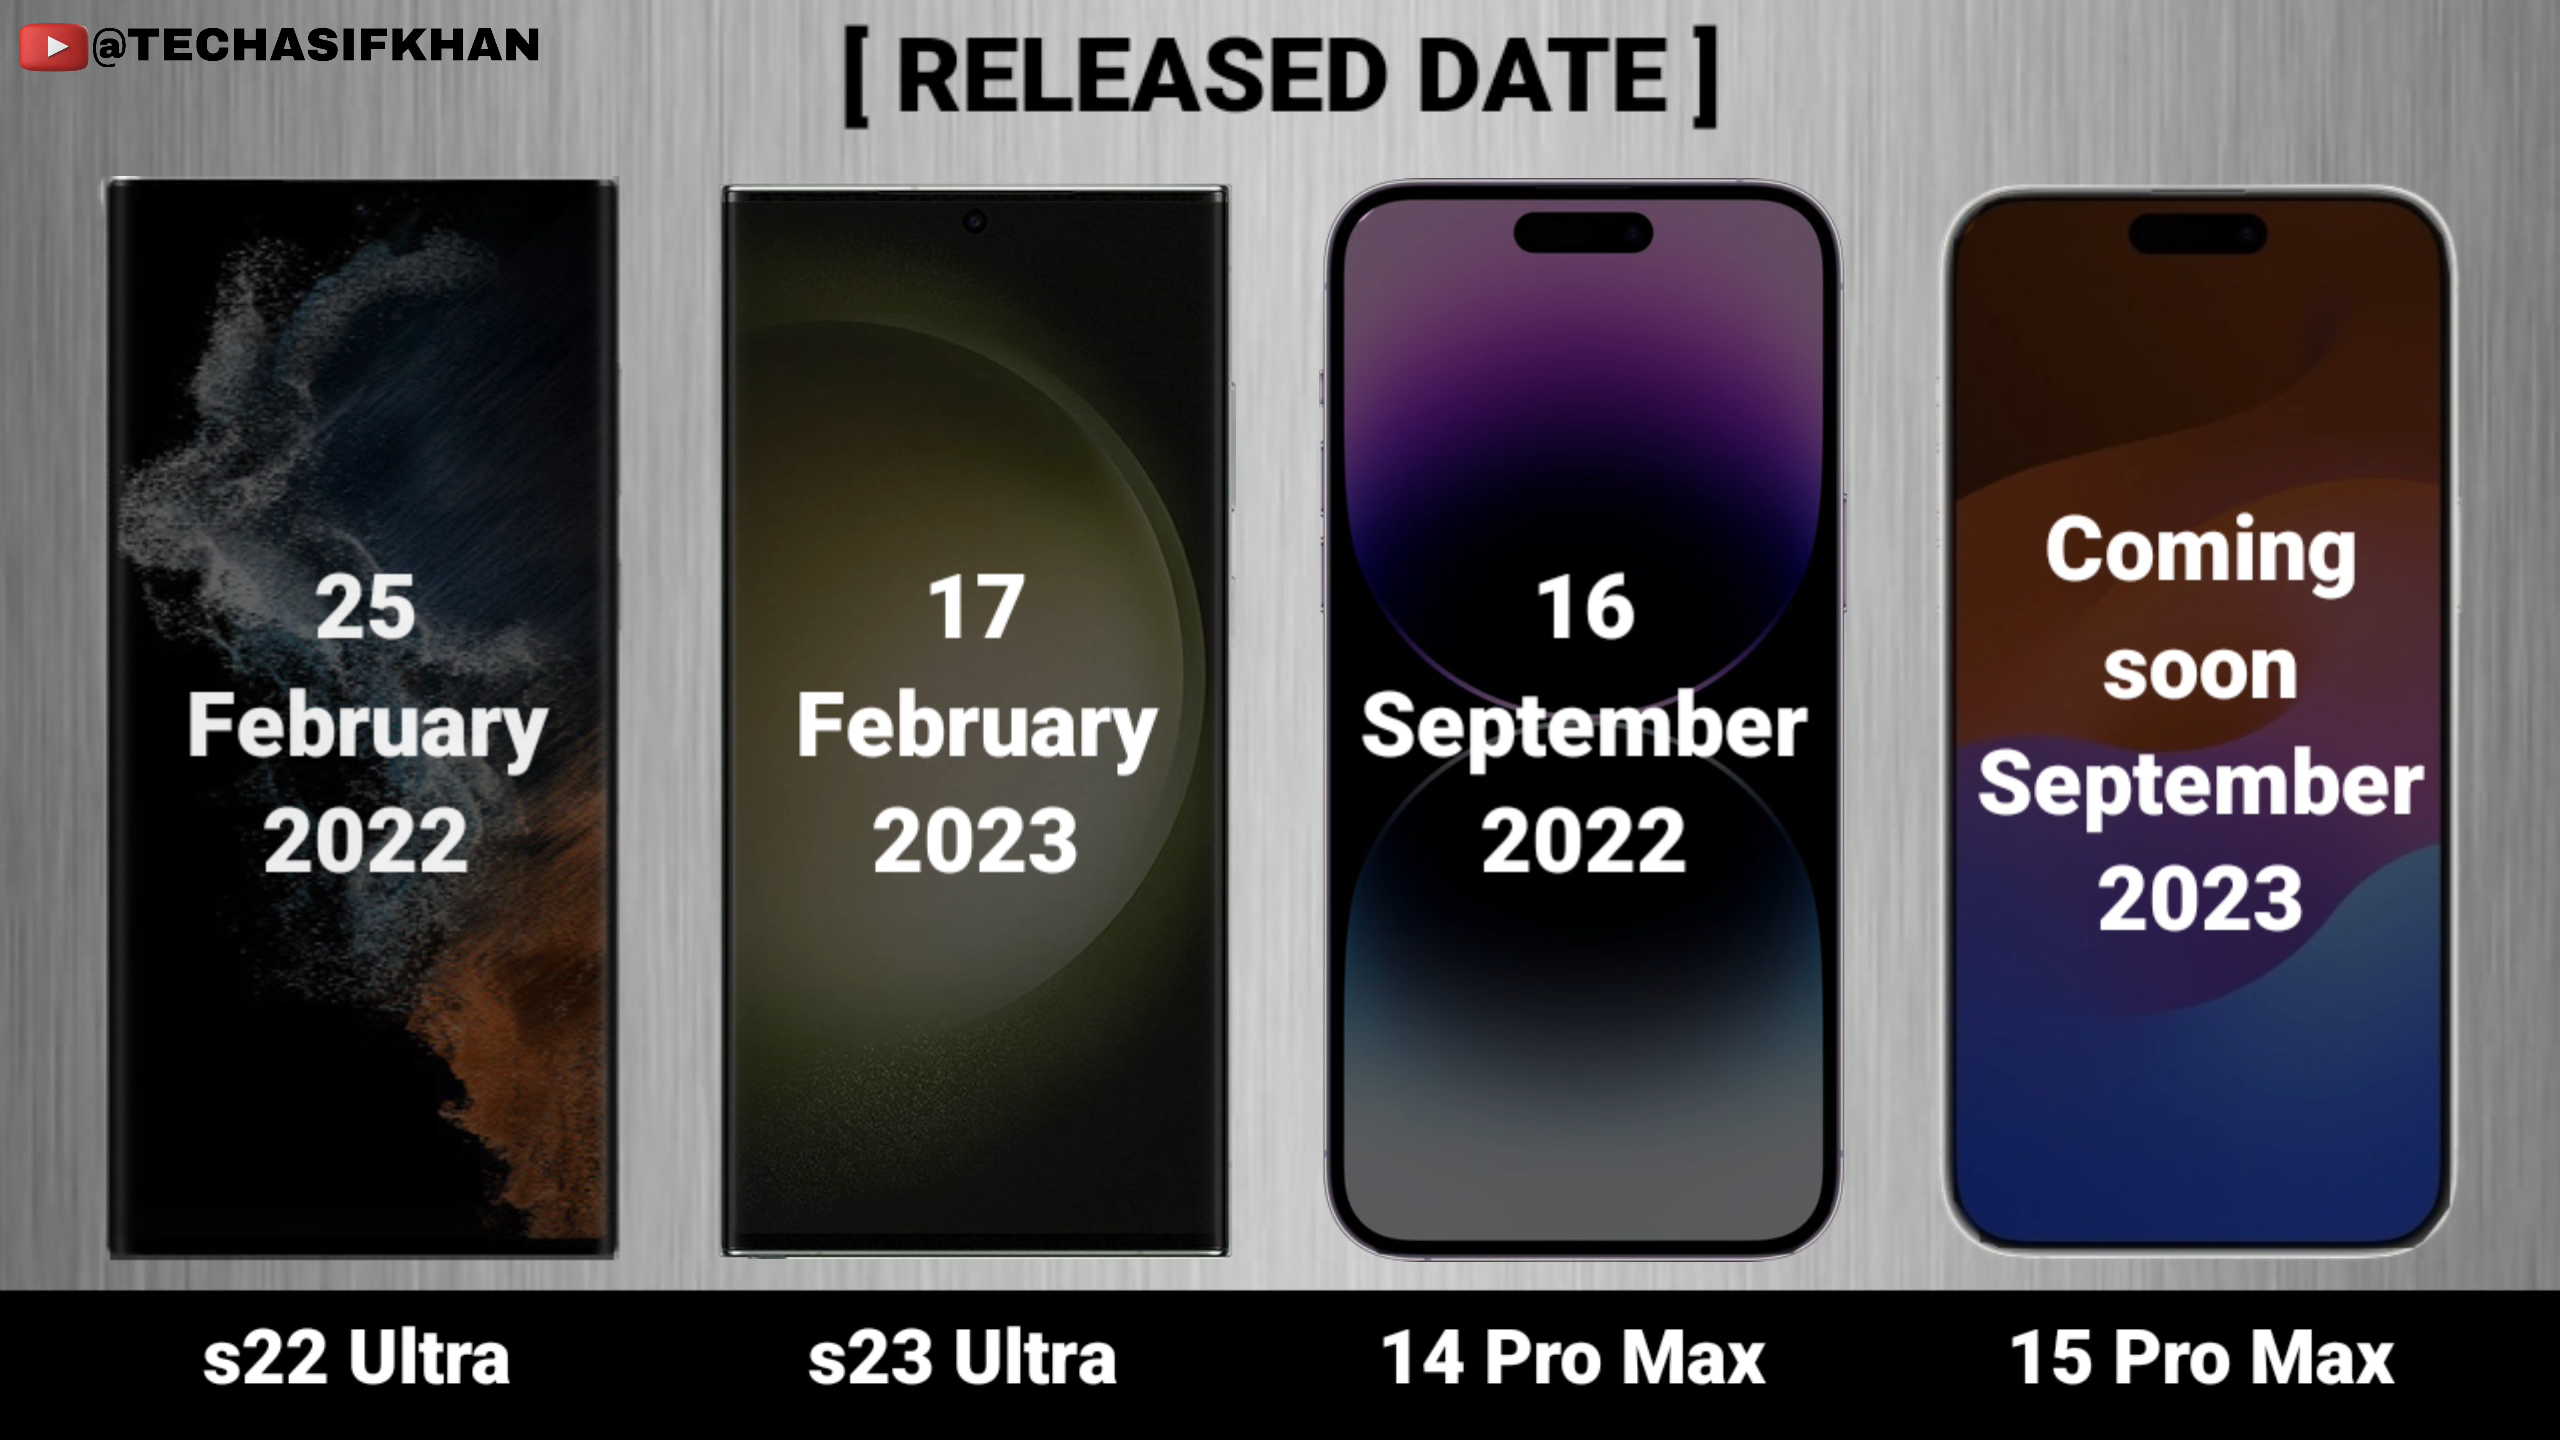 @TECHASIFKHAN
[ RELEASED DATE ]
25
February
2022
17
February
2023
16
September
2022
Coming
soon
September
2023
s22 Ultra
s23 Ultra
14 Pro Max
15 Pro Max